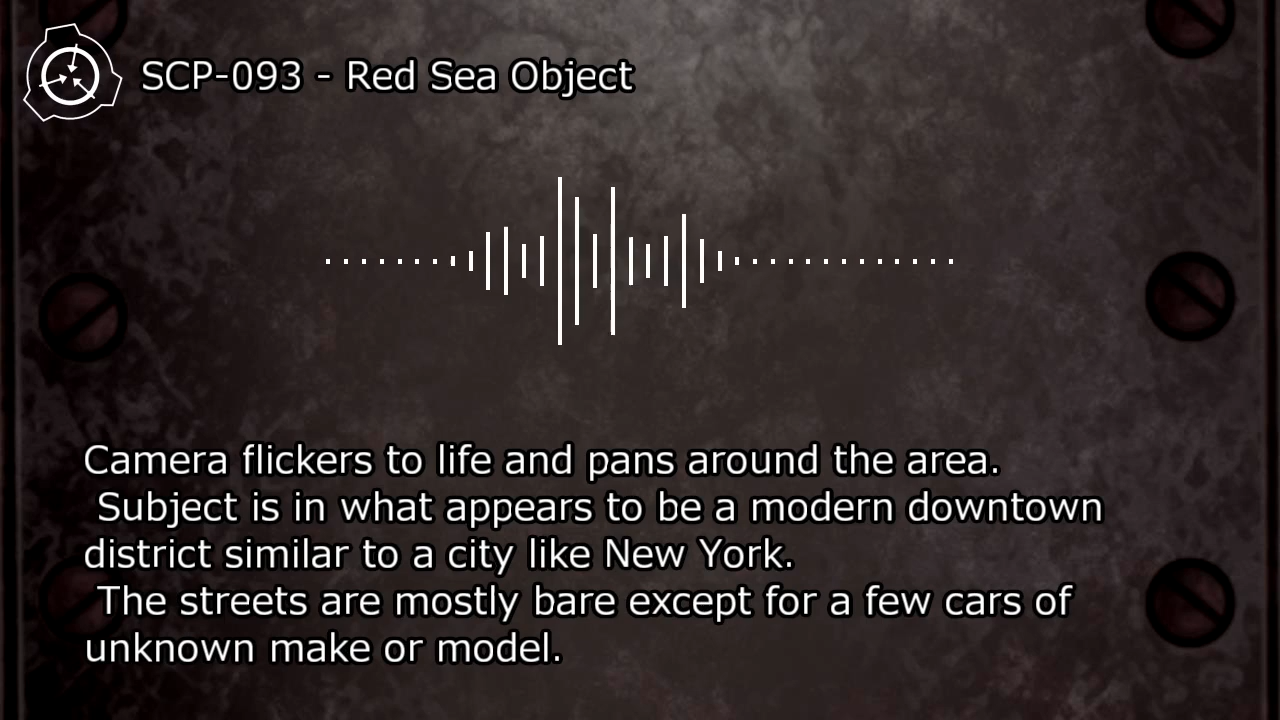 SCP-093 - Red Sea Object
Camera flickers to life and pans around the area.
Subject is in what appears to be a modern downtown
district similar to a city like New York.
The streets are mostly bare except for a few cars of
unknown make or model.